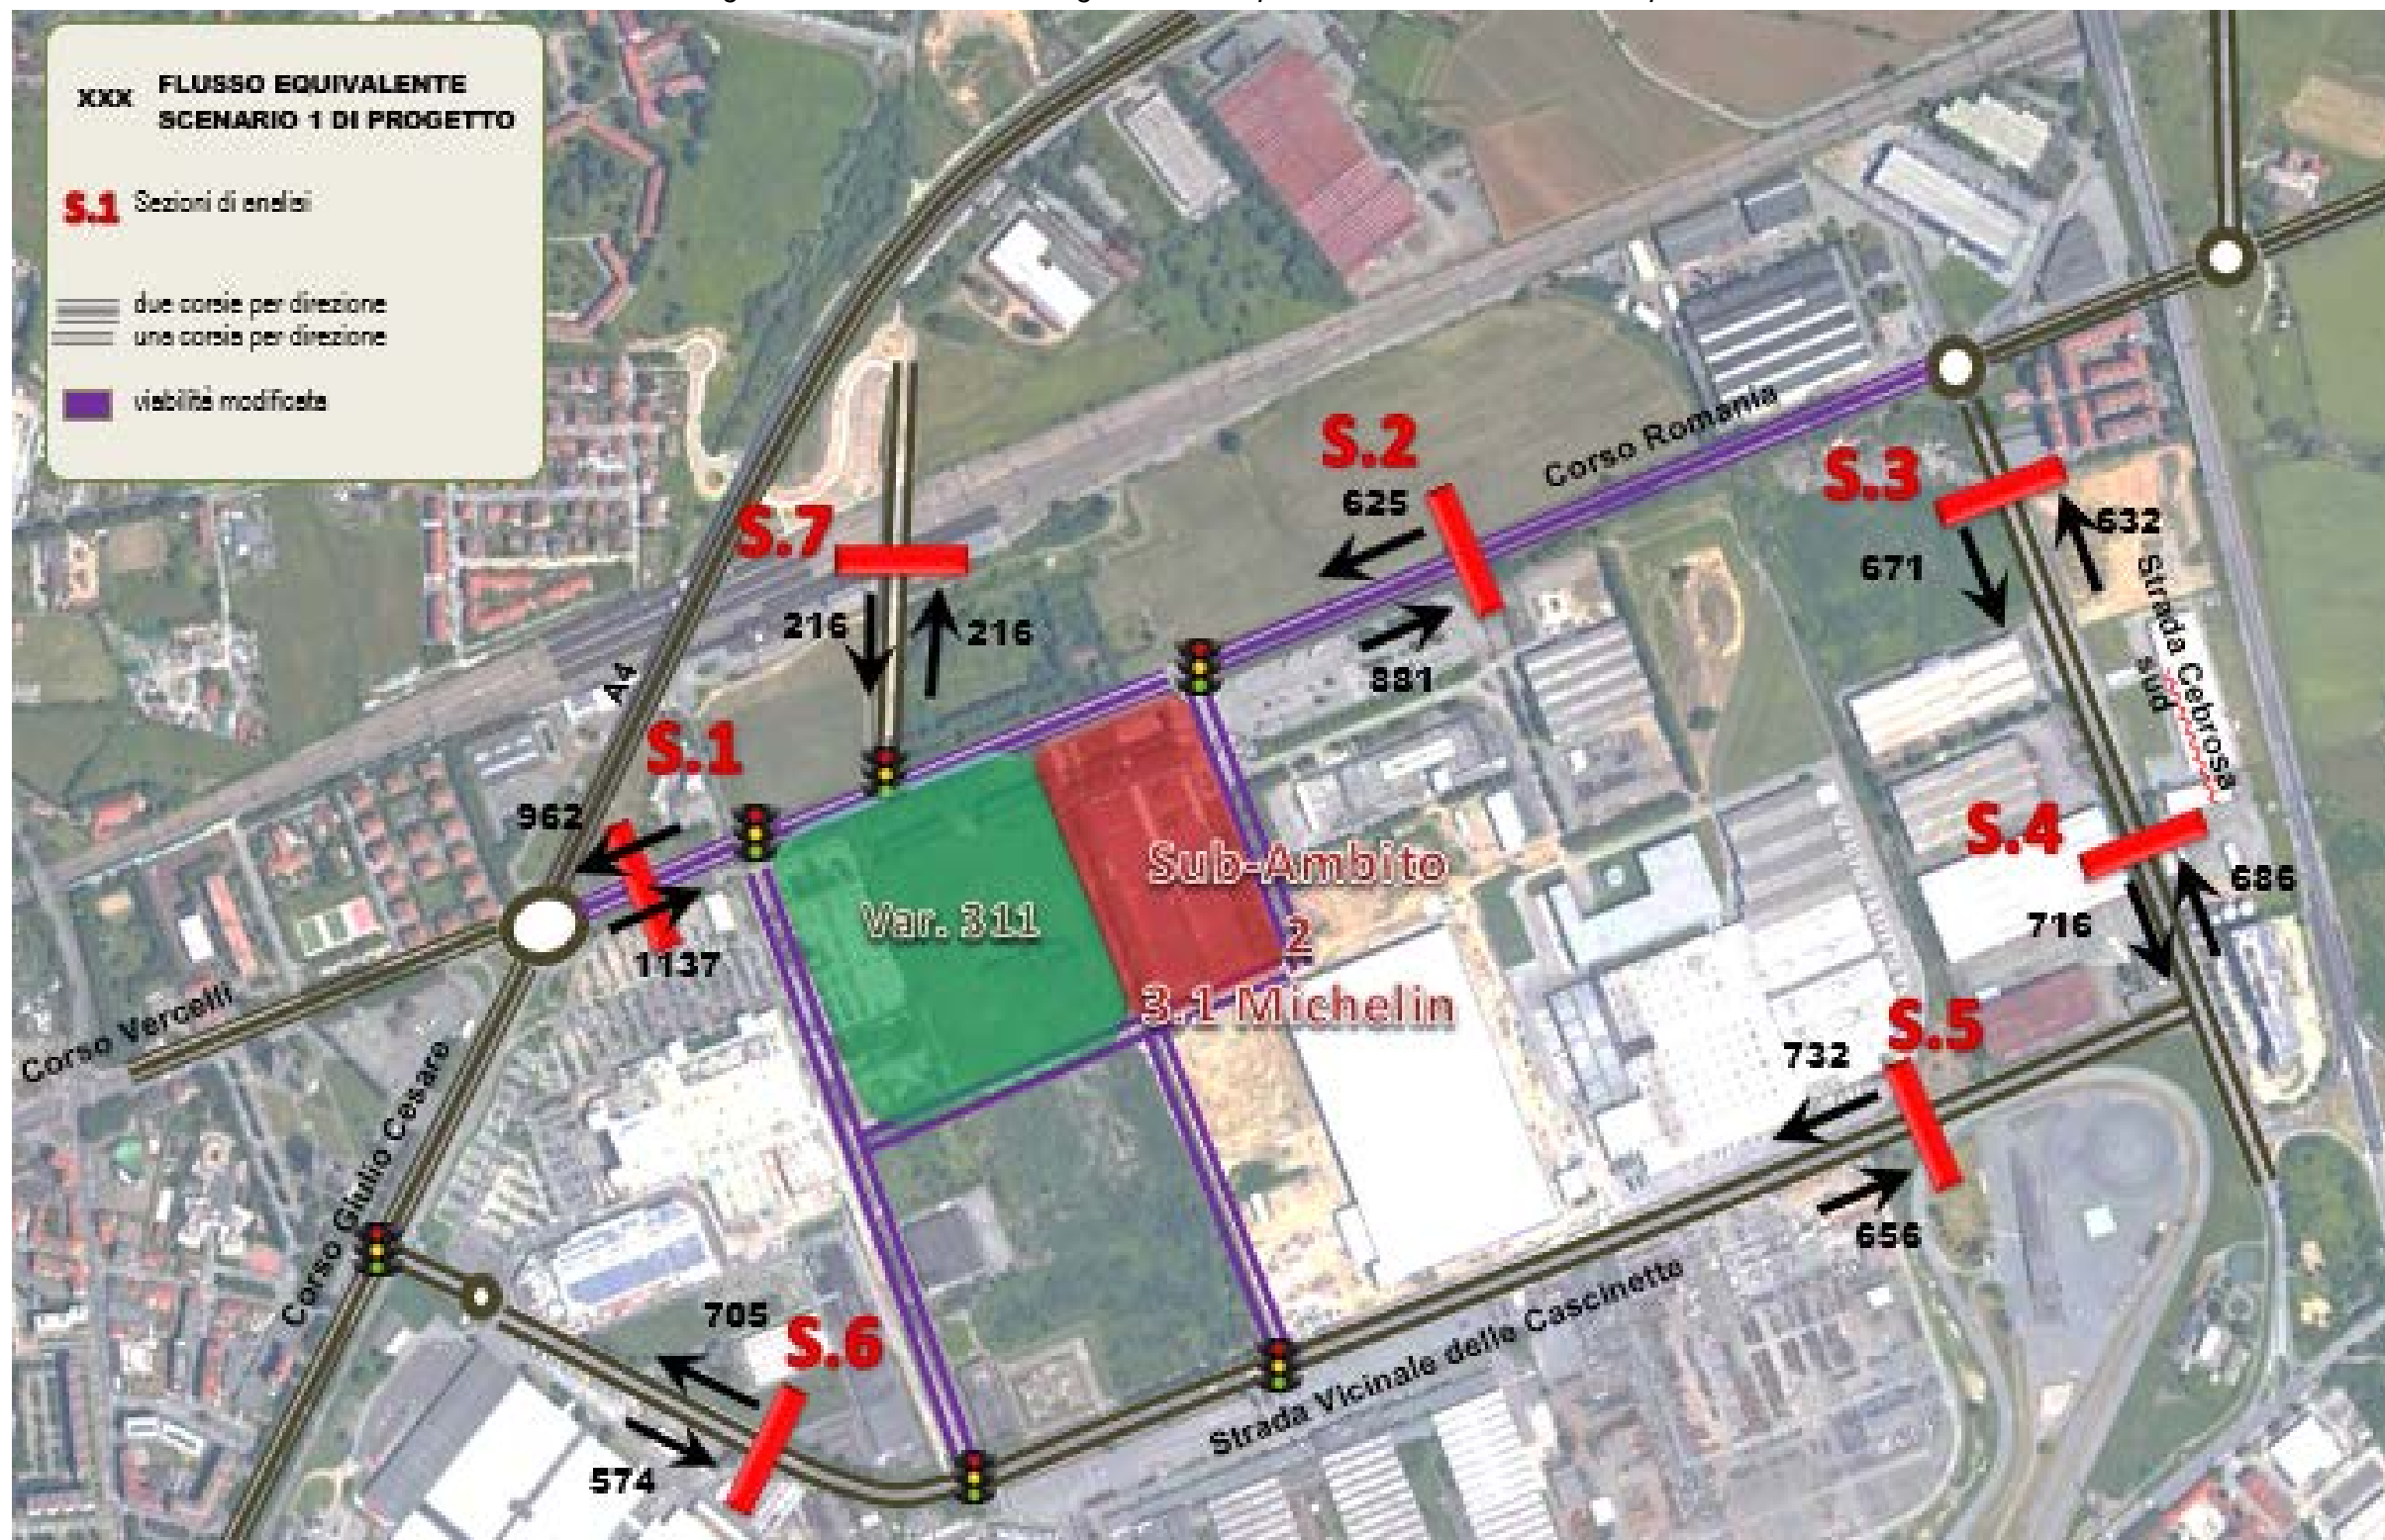 xxx FLUSSO EQUIVALENTE
SCENARIO 1 DI PROGETTO
S.1 Sezioni di analisi
due corsie per direzione
una corsia per direzione
viabilità modificata
S.2
625
881
Corso Romania
S.3
632
671
Strada Cebrosa
sud
S.7
216
216
A4
S.1
962
1137
Sub-Ambito
2
3.1 Michelin
Var. 311
S.4
686
716
Corso Vercelli
Corso Giulio Cesare
S.5
732
656
Strada Vicinale delle Cascinette
705
S.6
574